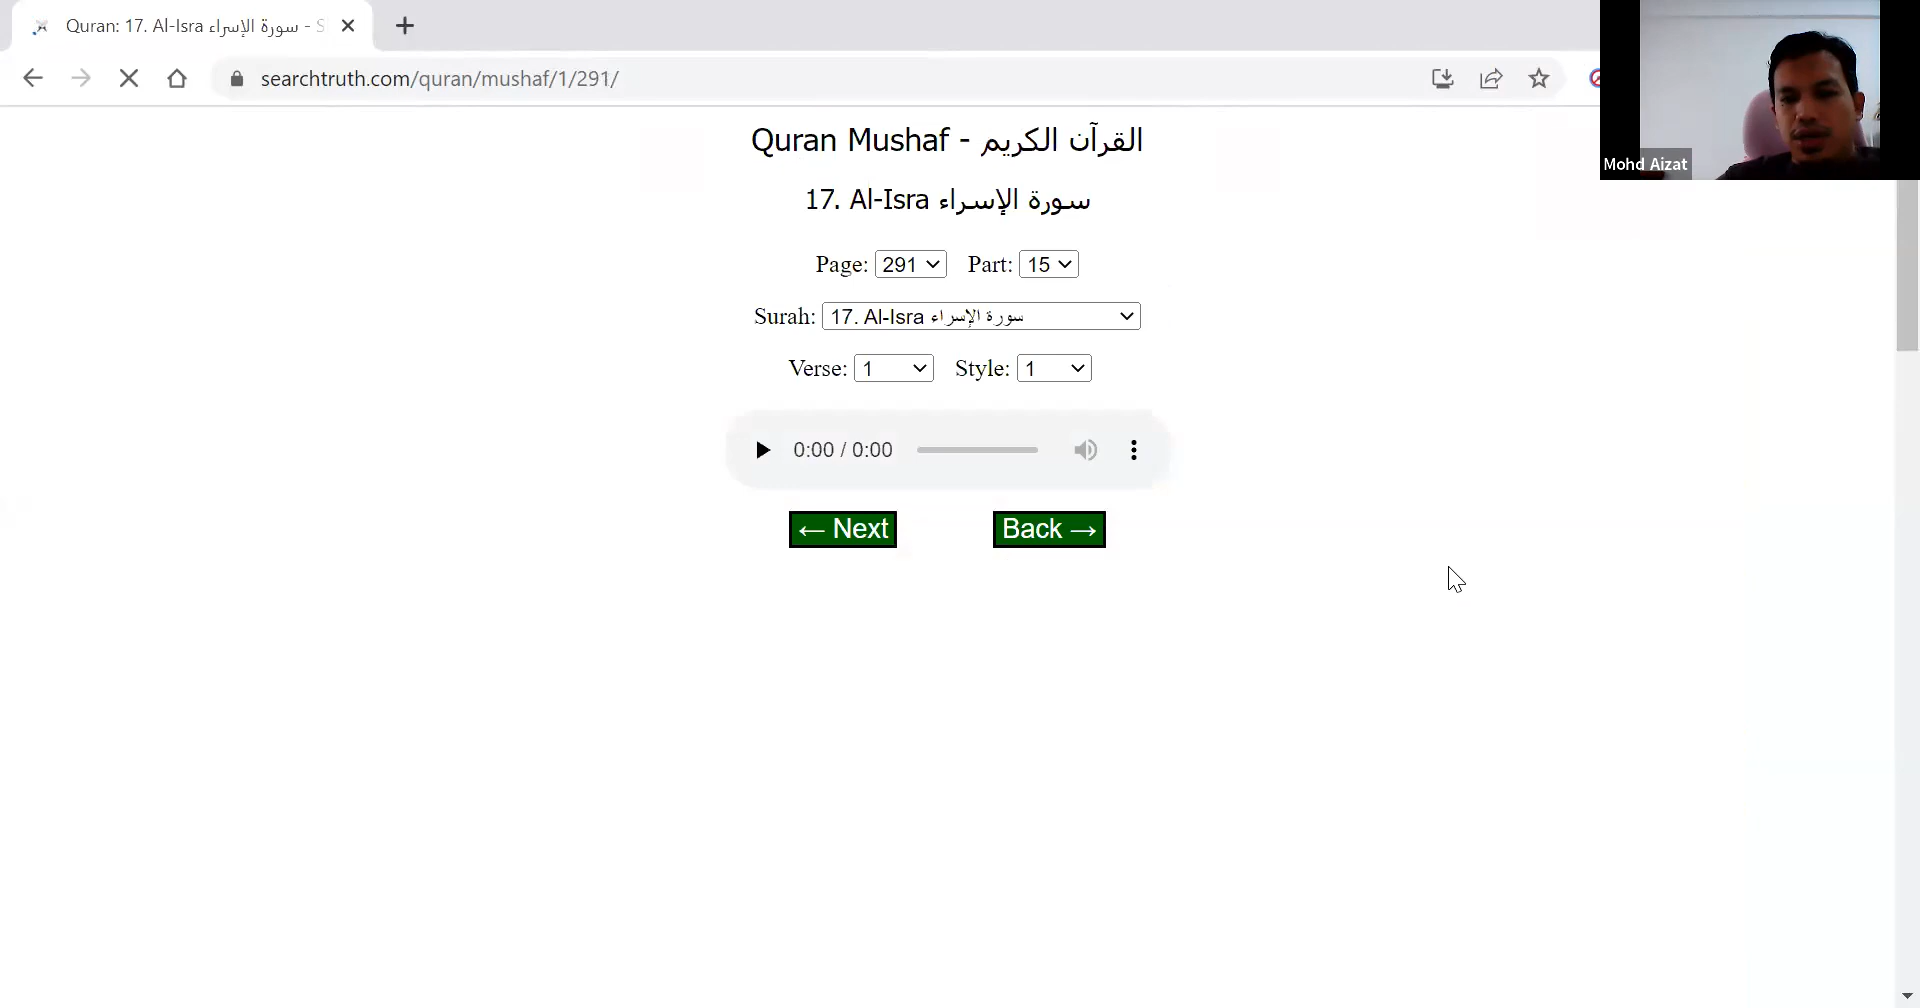 Quran: 17. Al-Isra سورة الإسراء - S
searchtruth.com/quran/mushaf/1/291/
Mohd Aizat
Quran Mushaf - القرآن الكريم
17. Al-Isra سورة الإسراء
Page: 291 Part: 15
Surah: 17. Al-Isra سورة الإسراء
Verse: 1 Style: 1
0:00 / 0:00
← Next Back →